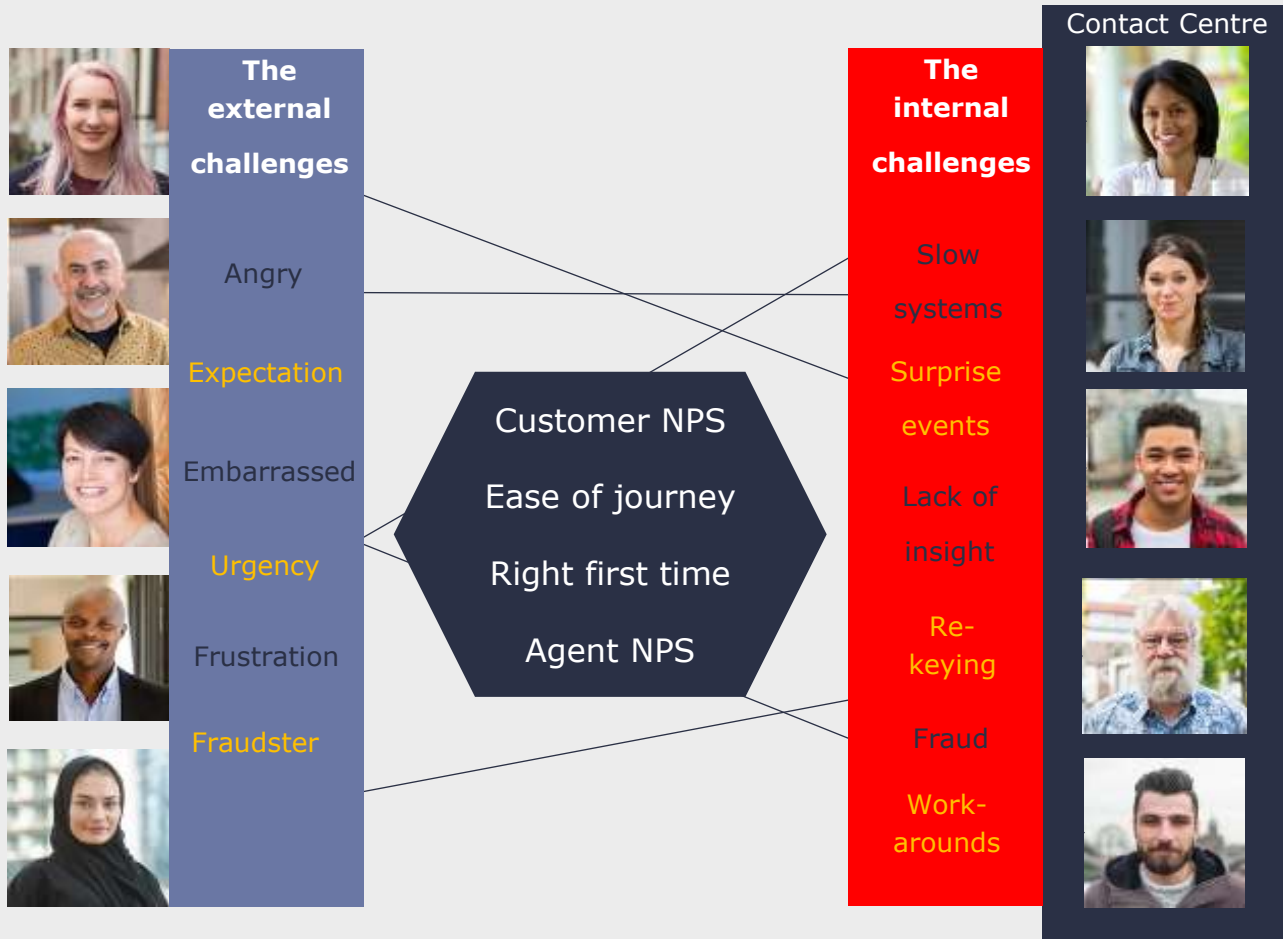 Contact Centre
The
external
challenges
Angry
Expectation
Embarrassed
Urgency
Frustration
Fraudster
Customer NPS
Ease of journey
Right first time
Agent NPS
The
internal
challenges
Slow
systems
Surprise
events
Lack of
insight
Re-
keying
Fraud
Work-
arounds